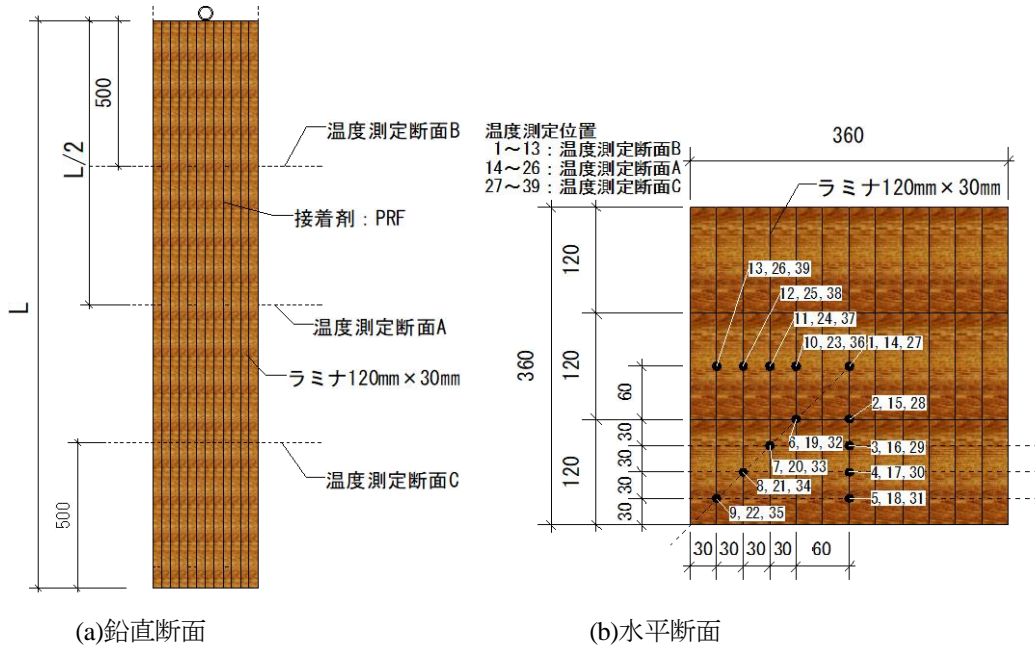 500
L/2
L
500
温度測定断面B
接着剤：PRF
温度測定断面A
ラミナ120mm×30mm
温度測定断面C
(a)鉛直断面
温度測定位置
1～13：温度測定断面B
14～26：温度測定断面A
27～39：温度測定断面C
360
ラミナ120mm×30mm
120
120
120
360
13, 26, 39
12, 25, 38
11, 24, 37
10, 23, 36
1, 14, 27
60
30
30
30
30
2, 15, 28
6, 19, 32
3, 16, 29
7, 20, 33
4, 17, 30
8, 21, 34
5, 18, 31
9, 22, 35
30
30
30
30
60
(b)水平断面